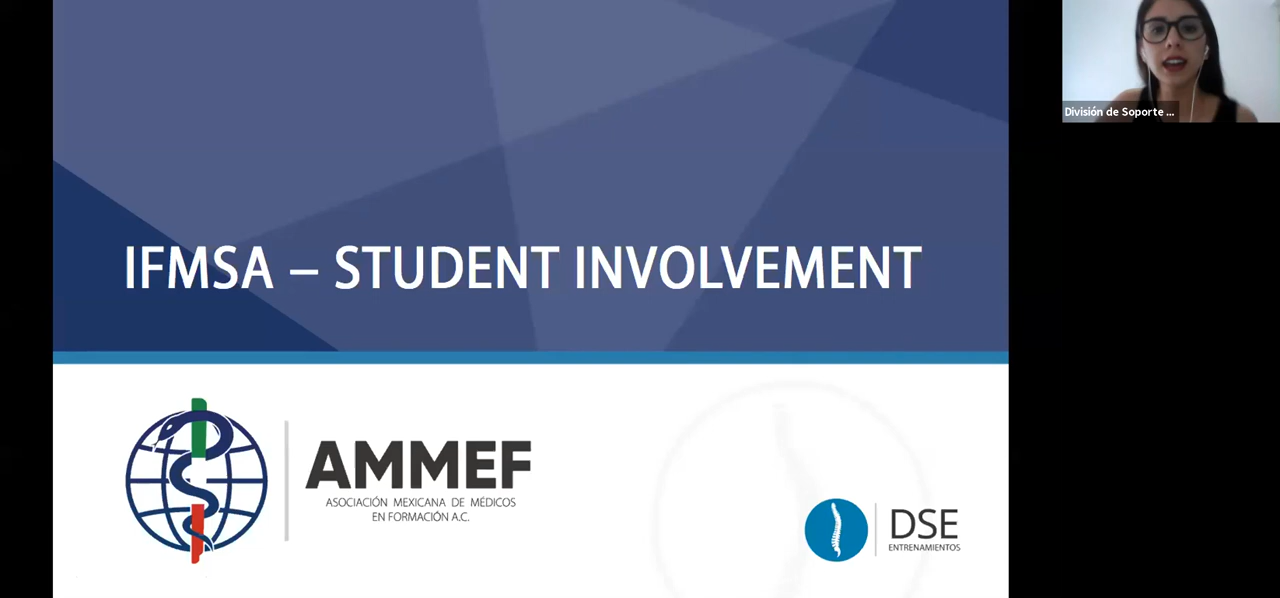 División de Soporte ...
IFMSA – STUDENT INVOLVEMENT
AMMEF
ASOCIACIÓN MEXICANA DE MÉDICOS
EN FORMACIÓN A.C.
DSE
ENTRENAMIENTOS